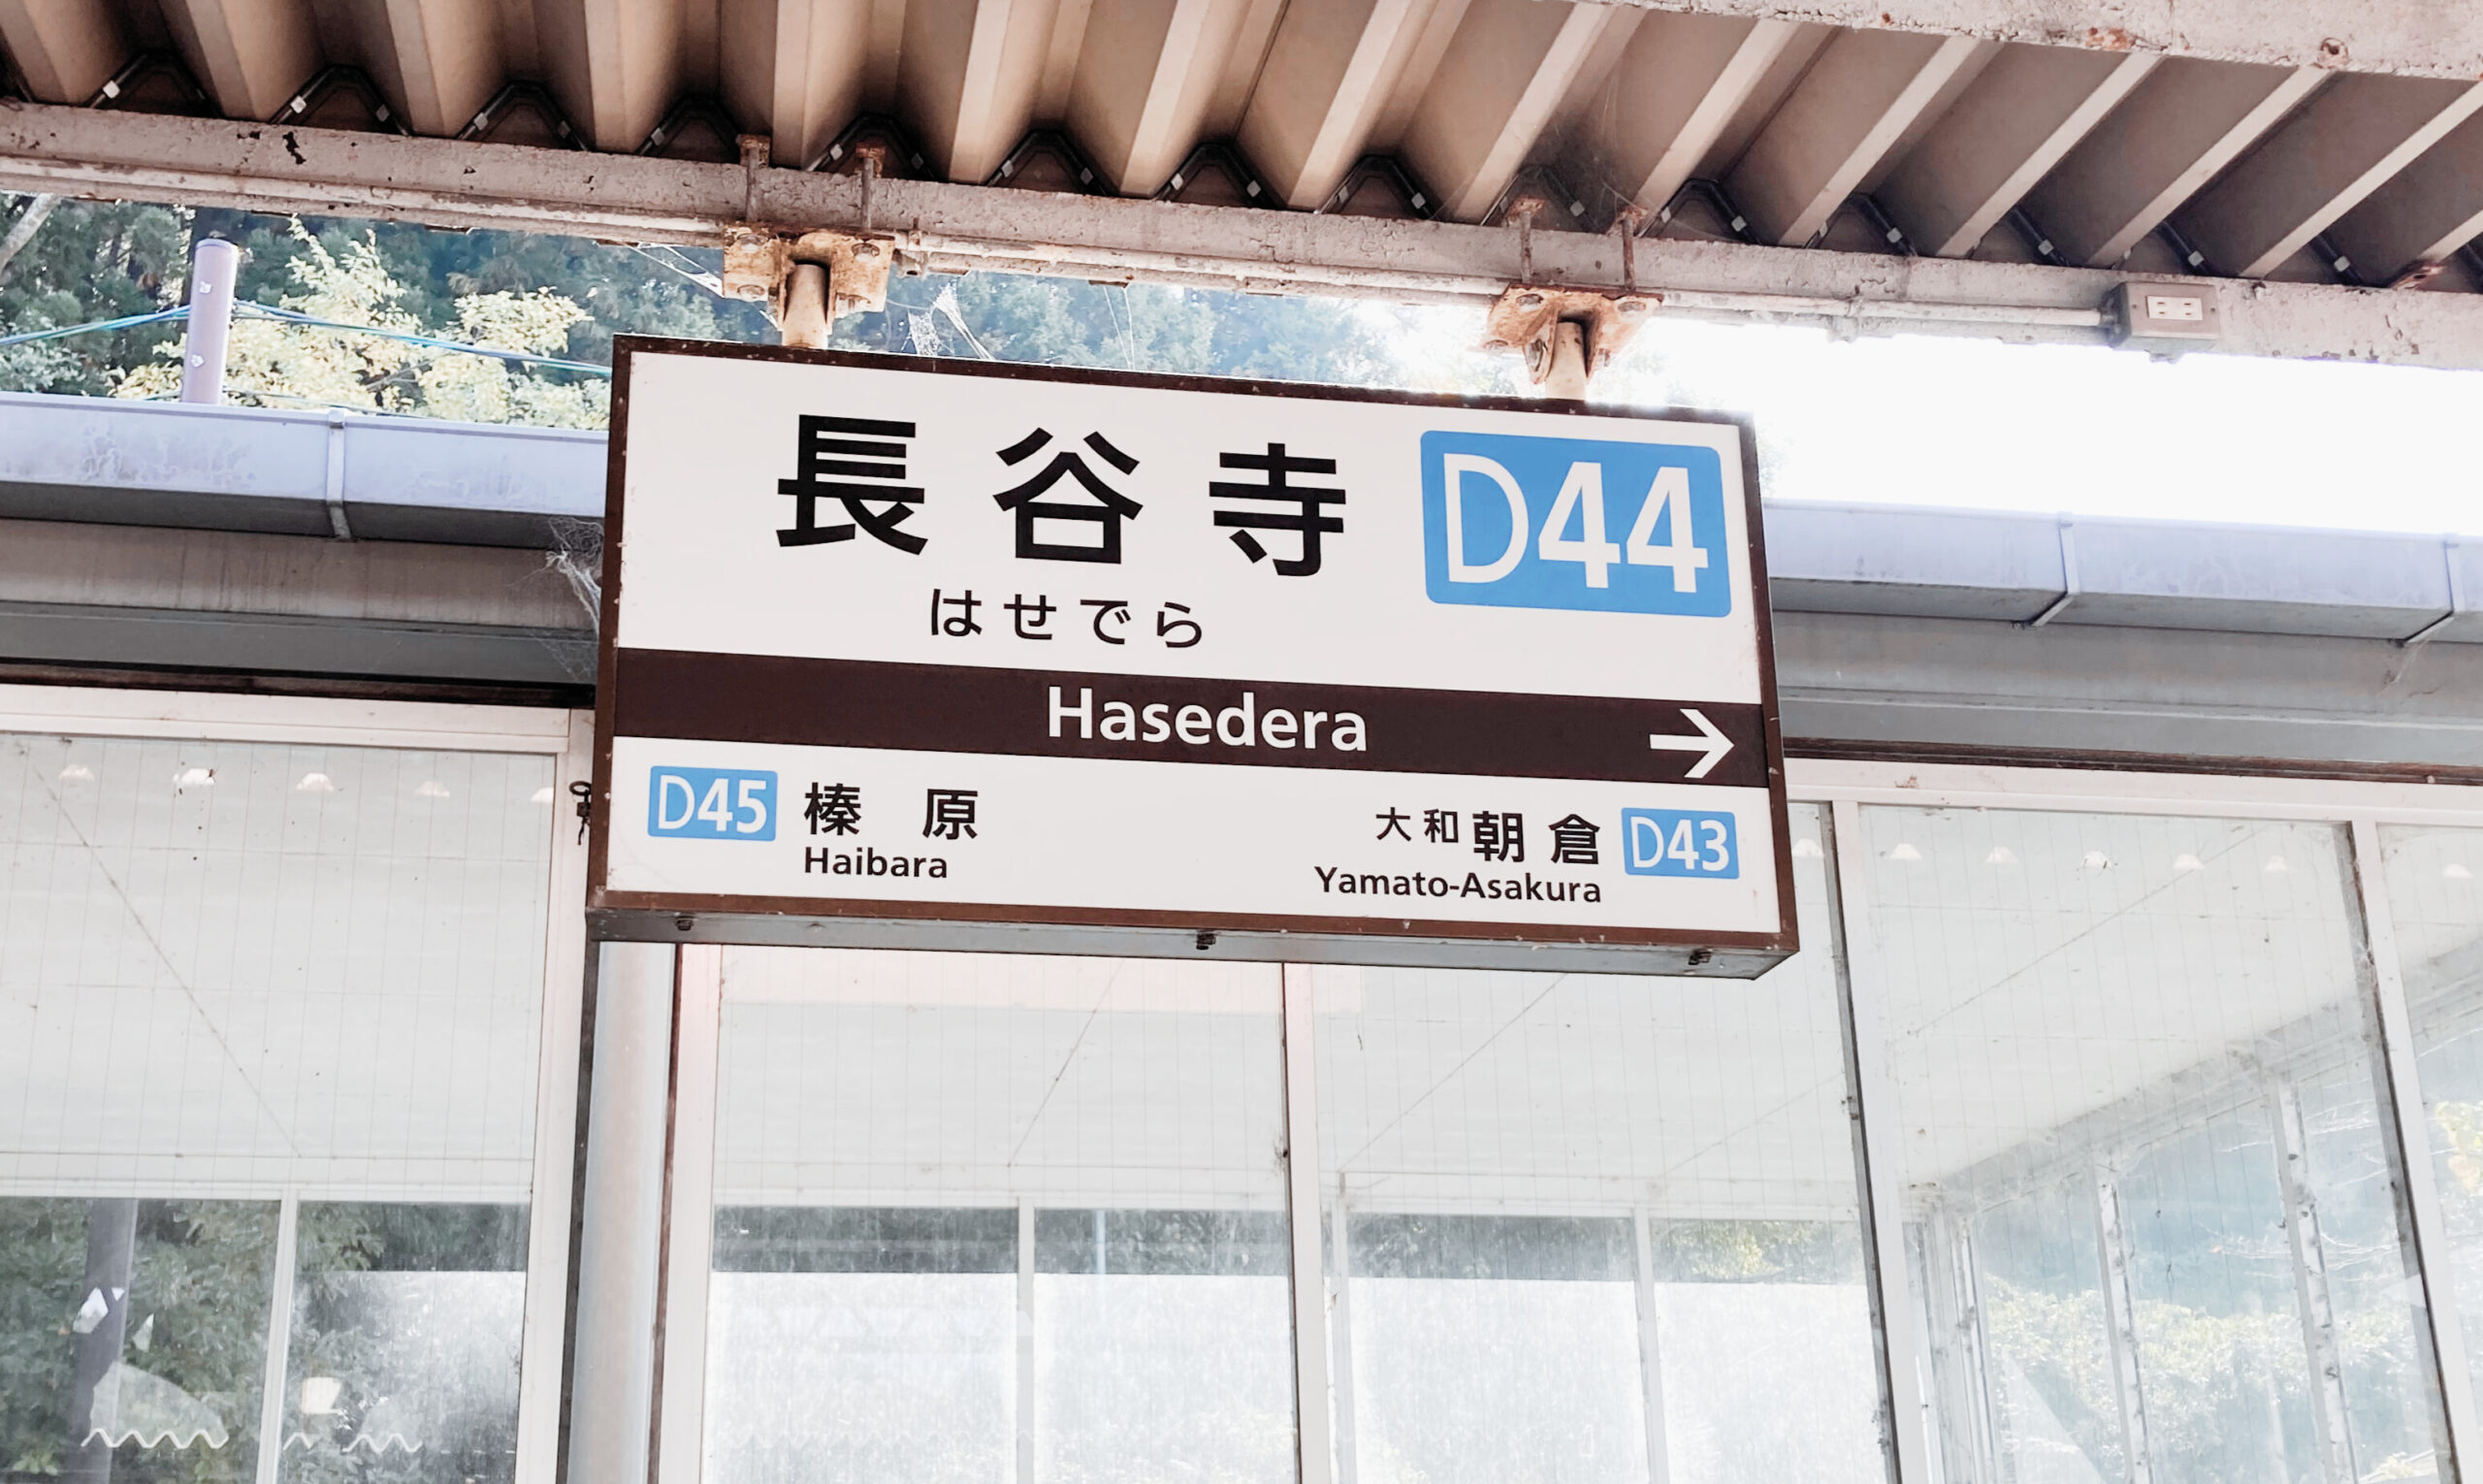 長谷寺 D44
はせでら
Hasedera →
D45 榛原 大和朝倉 D43
Haibara Yamato-Asakura